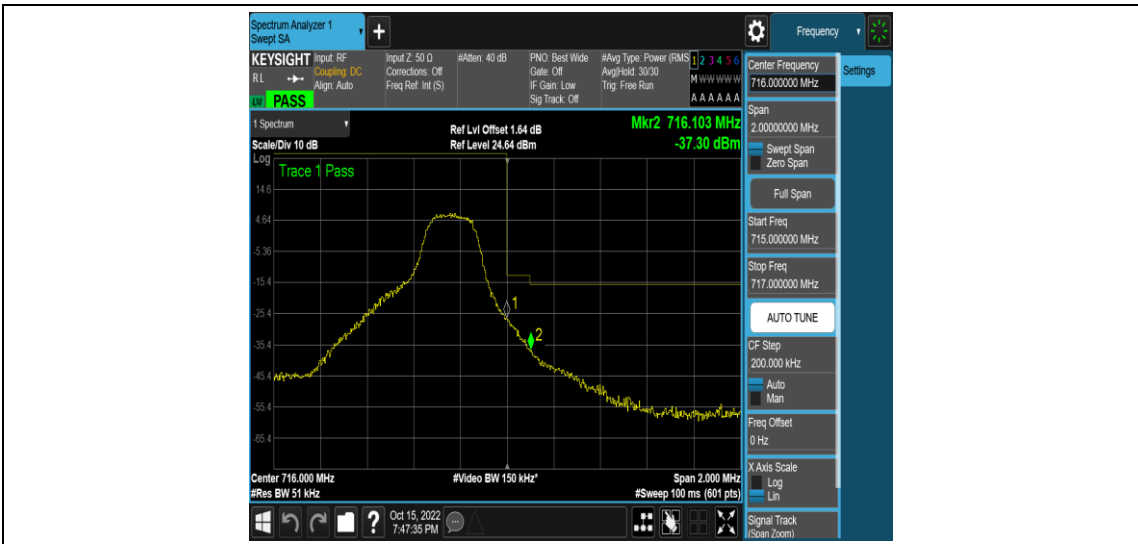 Spectrum Analyzer 1
Swept SA
Frequency
KEYSIGHT
RL
LXI
PASS
Input: RF
Coupling: DC
Align: Auto
Input Z: 50 Ω
Corrections: Off
Freq Ref: Int (S)
#Atten: 40 dB
PNO: Best Wide
Gate: Off
IF Gain: Low
Sig Track: Off
#Avg Type: Power (RMS
Avg|Hold: 30/30
Trig: Free Run
1 2 3 4 5 6
M W W W W W
A A A A A A
1 Spectrum
Scale/Div 10 dB
Ref Lvl Offset 1.64 dB
Ref Level 24.64 dBm
Mkr2 716.103 MHz
-37.30 dBm
Log
Trace 1 Pass
14.6
4.64
-5.36
-15.4
-25.4
-35.4
-45.4
-55.4
-65.4
1
2
Center 716.000 MHz
#Res BW 51 kHz
#Video BW 150 kHz*
Span 2.000 MHz
#Sweep 100 ms (601 pts)
Oct 15, 2022
7:47:35 PM
Center Frequency
716.000000 MHz
Settings
Span
2.00000000 MHz
Swept Span
Zero Span
Full Span
Start Freq
715.000000 MHz
Stop Freq
717.000000 MHz
AUTO TUNE
CF Step
200.000 kHz
Auto
Man
Freq Offset
0 Hz
X Axis Scale
Log
Lin
Signal Track
(Span Zoom)